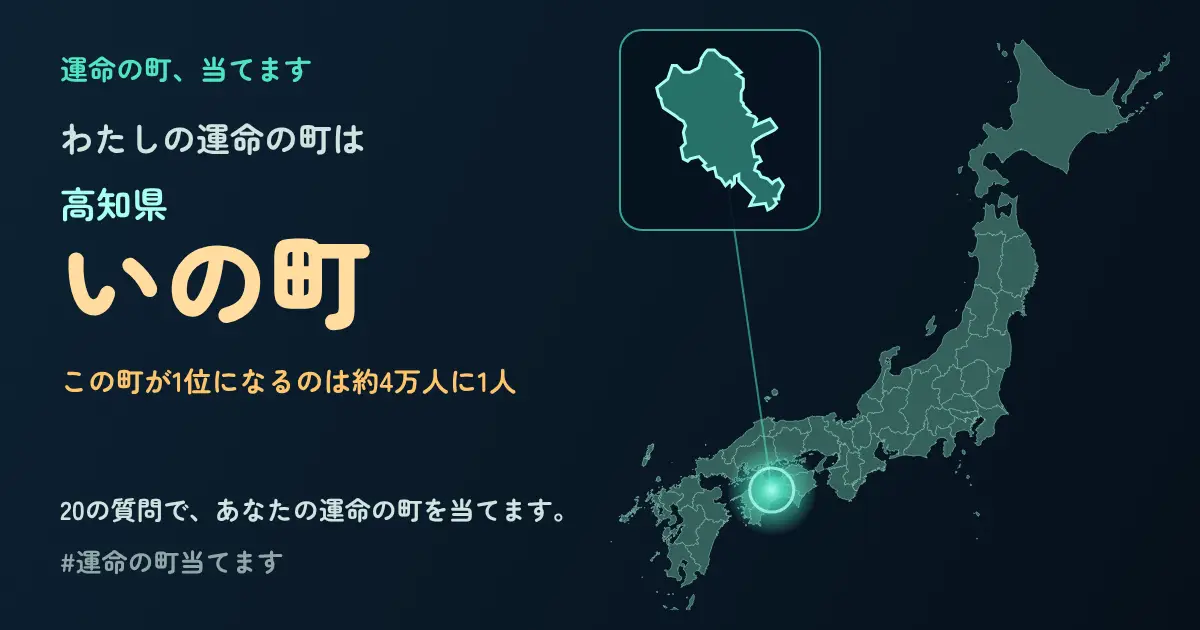 運命の町、当てます
わたしの運命の町は
高知県
いの町
この町が1位になるのは約4万人に1人
20の質問で、あなたの運命の町を当てます。
#運命の町当てます